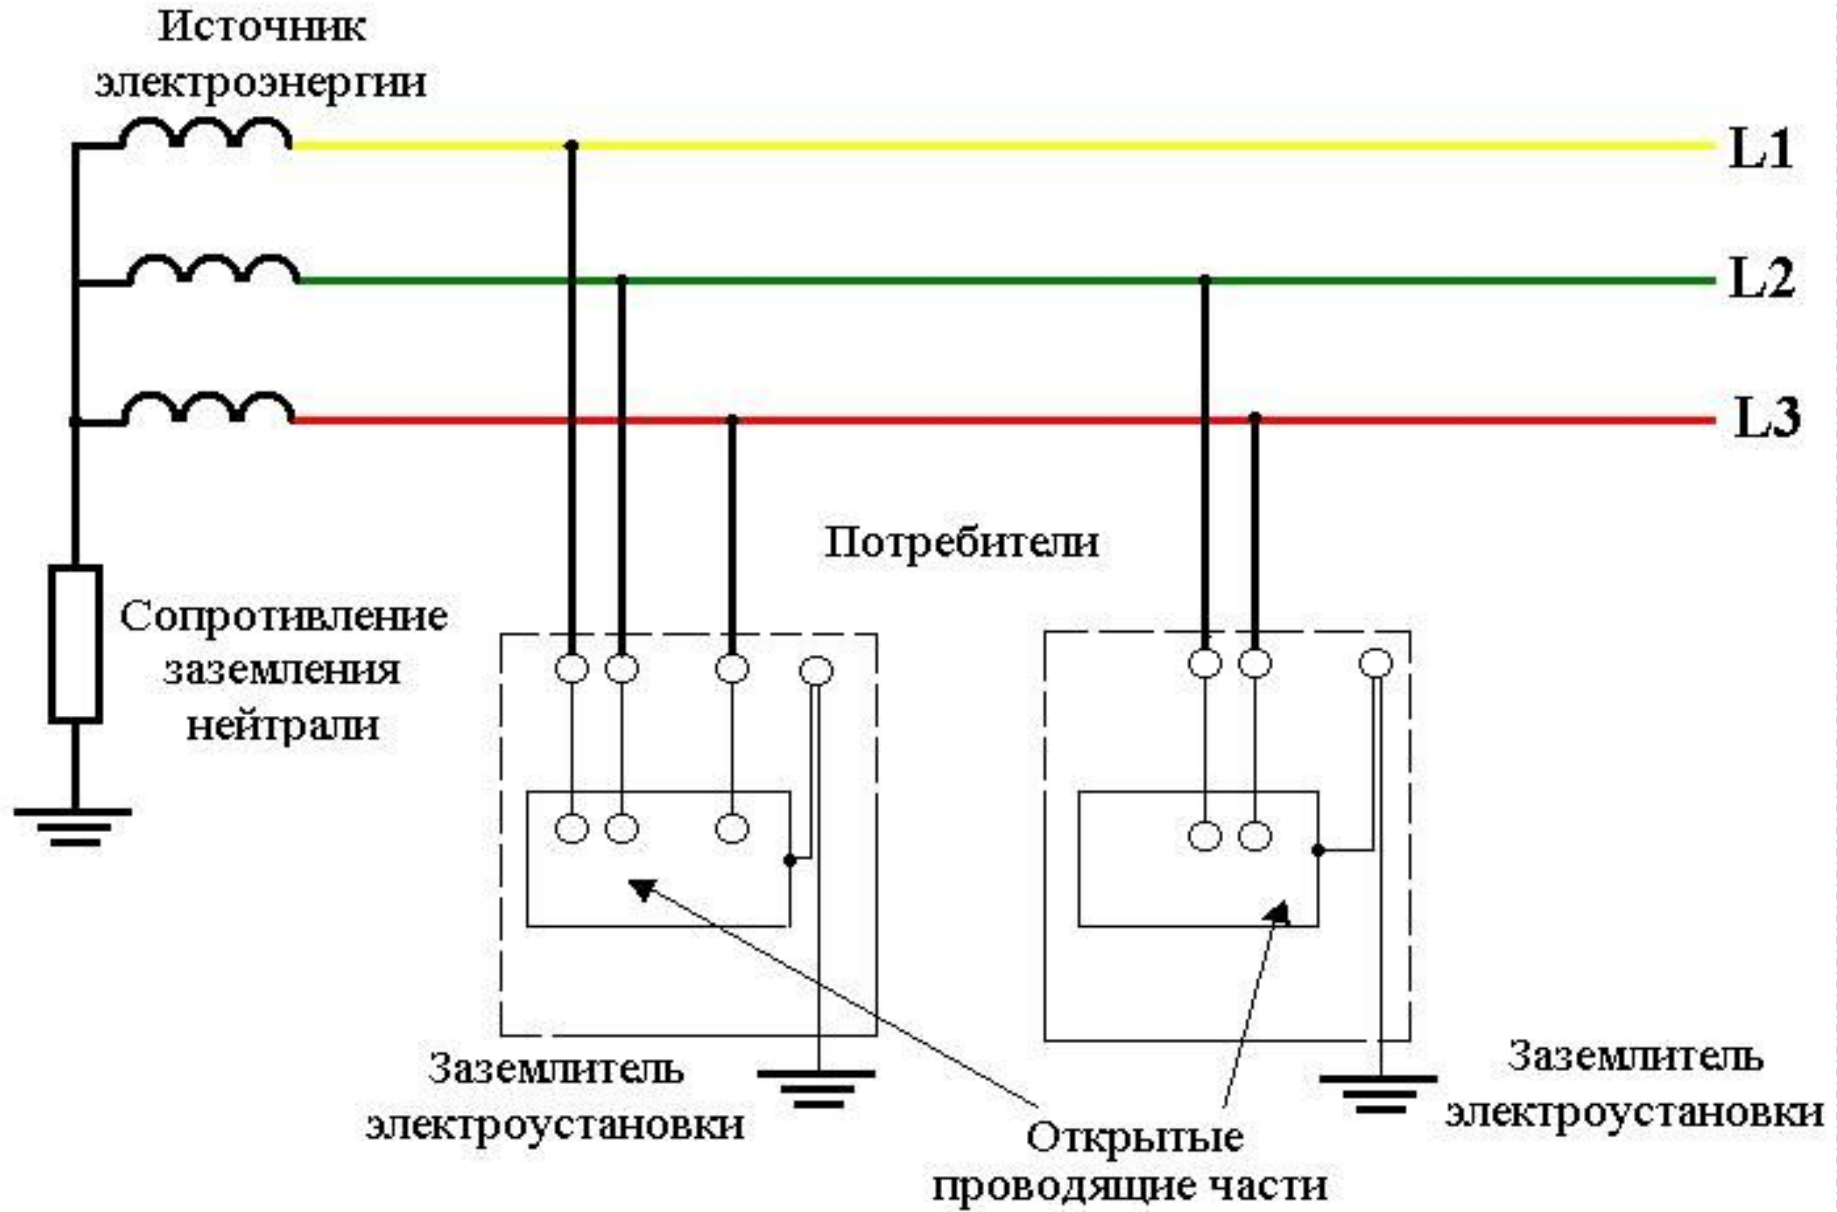 Источник
электроэнергии
L1
L2
L3
Потребители
Сопротивление
заземления
нейтрали
Заземлитель
электроустановки
Открытые
проводящие части
Заземлитель
электроустановки